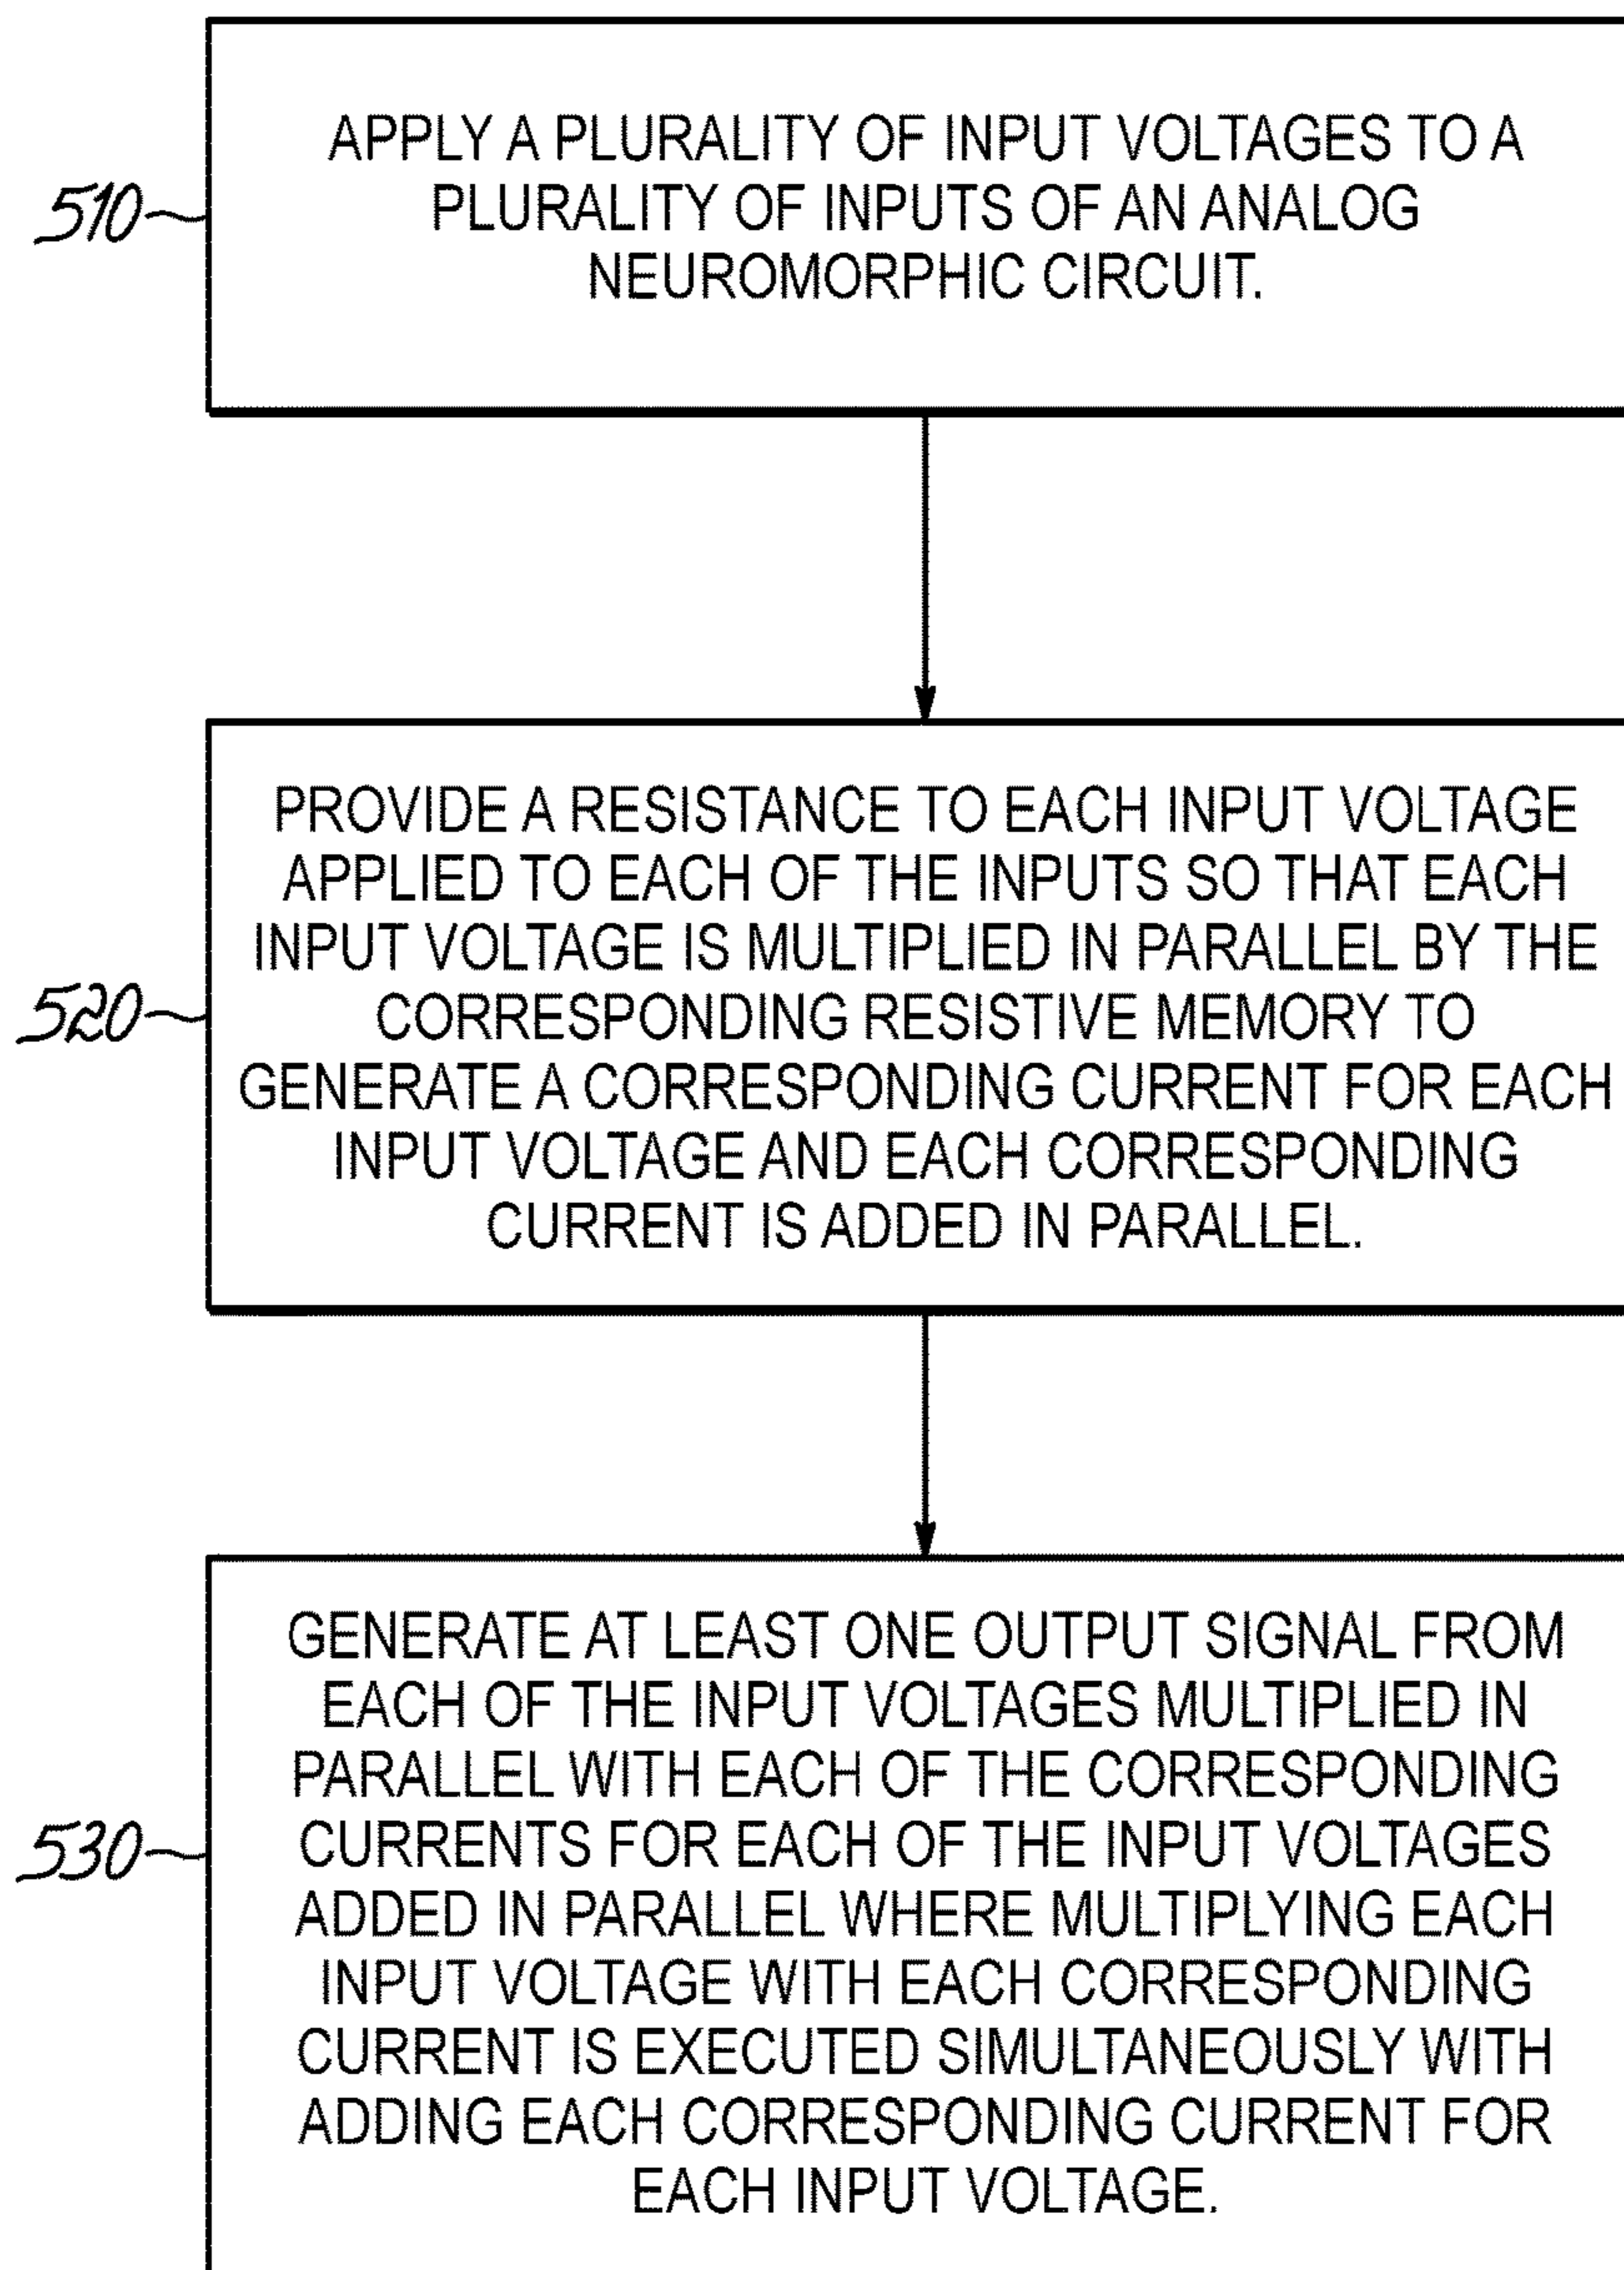 APPLY A PLURALITY OF INPUT VOLTAGES TO A
PLURALITY OF INPUTS OF AN ANALOG
NEUROMORPHIC CIRCUIT.
510
PROVIDE A RESISTANCE TO EACH INPUT VOLTAGE
APPLIED TO EACH OF THE INPUTS SO THAT EACH
INPUT VOLTAGE IS MULTIPLIED IN PARALLEL BY THE
CORRESPONDING RESISTIVE MEMORY TO
GENERATE A CORRESPONDING CURRENT FOR EACH
INPUT VOLTAGE AND EACH CORRESPONDING
CURRENT IS ADDED IN PARALLEL.
520
GENERATE AT LEAST ONE OUTPUT SIGNAL FROM
EACH OF THE INPUT VOLTAGES MULTIPLIED IN
PARALLEL WITH EACH OF THE CORRESPONDING
CURRENTS FOR EACH OF THE INPUT VOLTAGES
ADDED IN PARALLEL WHERE MULTIPLYING EACH
INPUT VOLTAGE WITH EACH CORRESPONDING
CURRENT IS EXECUTED SIMULTANEOUSLY WITH
ADDING EACH CORRESPONDING CURRENT FOR
EACH INPUT VOLTAGE.
530